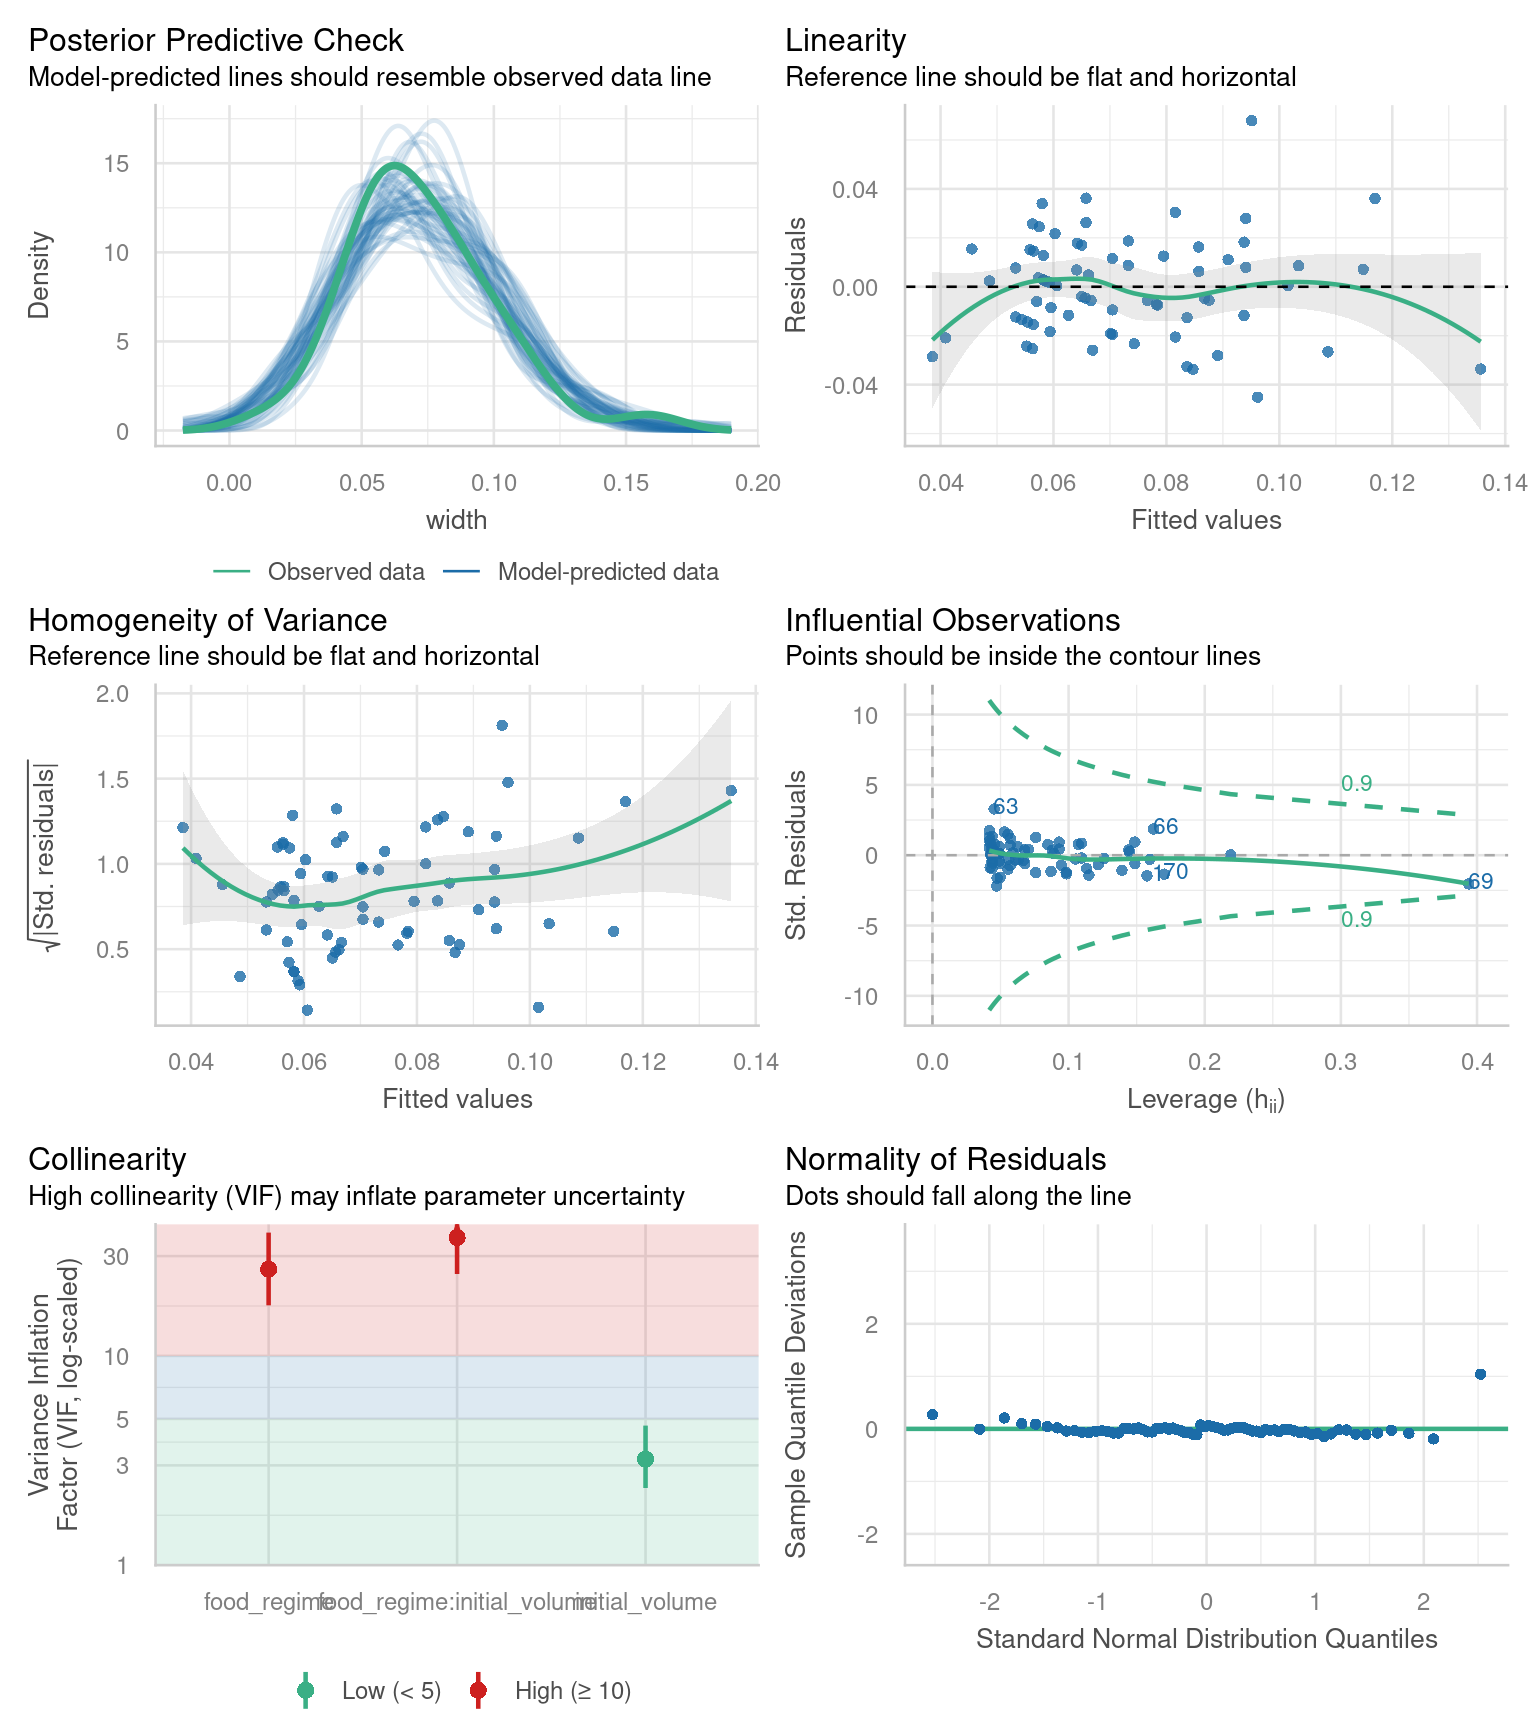 Posterior Predictive Check
Model-predicted lines should resemble observed data line
Density
15
10
5
0
0.00
0.05
0.10
0.15
0.20
width
Observed data
Model-predicted data
Linearity
Reference line should be flat and horizontal
Residuals
0.04
0.00
-0.04
0.04
0.06
0.08
0.10
0.12
0.14
Fitted values
Homogeneity of Variance
Reference line should be flat and horizontal
√|Std. residuals|
2.0
1.5
1.0
0.5
0.04
0.06
0.08
0.10
0.12
0.14
Fitted values
Influential Observations
Points should be inside the contour lines
Std. Residuals
10
5
0
-5
-10
0.9
63
66
170
69
0.9
0.0
0.1
0.2
0.3
0.4
Leverage (hii)
Collinearity
High collinearity (VIF) may inflate parameter uncertainty
Variance Inflation
Factor (VIF, log-scaled)
30
10
5
3
1
food_regime
food_regime:initial_volume
initial_volume
Low (< 5)
High (≥ 10)
Normality of Residuals
Dots should fall along the line
Sample Quantile Deviations
2
0
-2
-2
-1
0
1
2
Standard Normal Distribution Quantiles